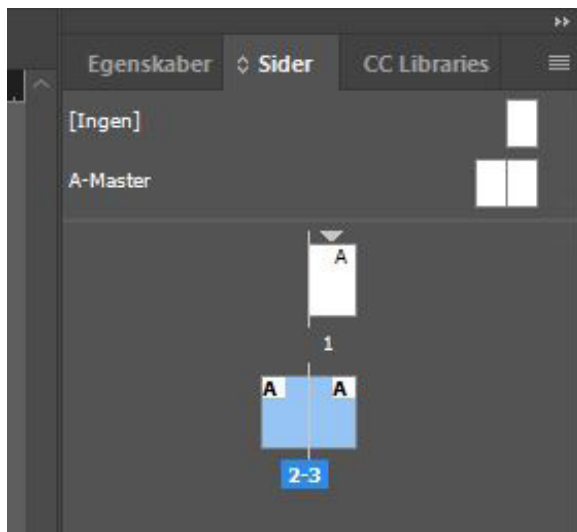 Egenskaber Sider CC Libraries
[Ingen]
A-Master
A
1
A A
2-3